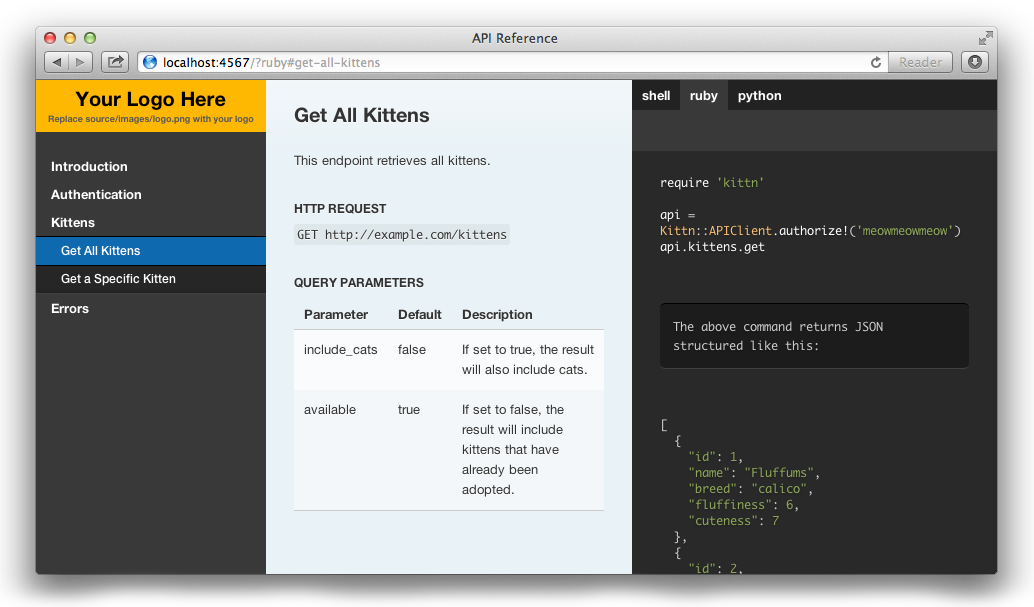 API Reference
localhost:4567/?ruby#get-all-kittens
Reader
Your Logo Here
Replace source/images/logo.png with your logo
Introduction
Authentication
Kittens
Get All Kittens
Get a Specific Kitten
Errors
Get All Kittens
This endpoint retrieves all kittens.
HTTP REQUEST
GET http://example.com/kittens
QUERY PARAMETERS
Parameter Default Description
include_cats false If set to true, the result
will also include cats.
available true If set to false, the
result will include
kittens that have
already been
adopted.
shell ruby python
require 'kittn'
api =
Kittn::APIClient.authorize!('meowmeowmeow')
api.kittens.get
The above command returns JSON
structured like this:
[
{
"id": 1,
"name": "Fluffums",
"breed": "calico",
"fluffiness": 6,
"cuteness": 7
},
{
"id": 2,